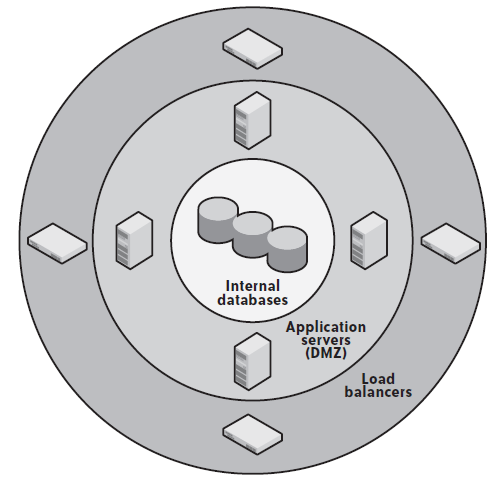 Internal
databases
Application
servers
(DMZ)
Load
balancers